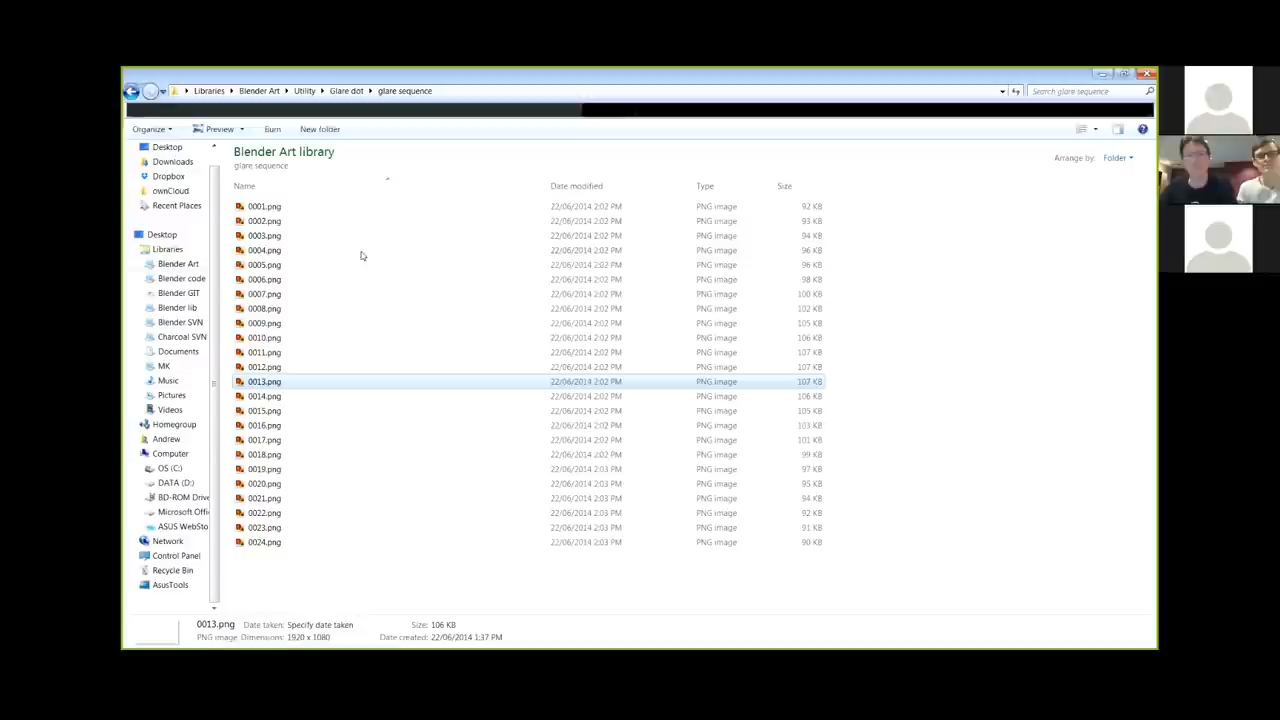 Libraries Blender Art Utility Glare dot glare sequence Search glare sequence
Organize Preview Burn New folder
Blender Art library
glare sequence
Arrange by: Folder
Name Date modified Type Size
0001.png 22/06/2014 2:02 PM PNG image 92 KB
0002.png 22/06/2014 2:02 PM PNG image 93 KB
0003.png 22/06/2014 2:02 PM PNG image 94 KB
0004.png 22/06/2014 2:02 PM PNG image 96 KB
0005.png 22/06/2014 2:02 PM PNG image 96 KB
0006.png 22/06/2014 2:02 PM PNG image 98 KB
0007.png 22/06/2014 2:02 PM PNG image 100 KB
0008.png 22/06/2014 2:02 PM PNG image 102 KB
0009.png 22/06/2014 2:02 PM PNG image 105 KB
0010.png 22/06/2014 2:02 PM PNG image 106 KB
0011.png 22/06/2014 2:02 PM PNG image 107 KB
0012.png 22/06/2014 2:02 PM PNG image 107 KB
0013.png 22/06/2014 2:02 PM PNG image 107 KB
0014.png 22/06/2014 2:02 PM PNG image 106 KB
0015.png 22/06/2014 2:02 PM PNG image 105 KB
0016.png 22/06/2014 2:02 PM PNG image 103 KB
0017.png 22/06/2014 2:02 PM PNG image 101 KB
0018.png 22/06/2014 2:02 PM PNG image 99 KB
0019.png 22/06/2014 2:03 PM PNG image 97 KB
0020.png 22/06/2014 2:03 PM PNG image 95 KB
0021.png 22/06/2014 2:03 PM PNG image 94 KB
0022.png 22/06/2014 2:03 PM PNG image 92 KB
0023.png 22/06/2014 2:03 PM PNG image 91 KB
0024.png 22/06/2014 2:03 PM PNG image 90 KB
Desktop
Downloads
Dropbox
ownCloud
Recent Places
Desktop
Libraries
Blender Art
Blender code
Blender GIT
Blender lib
Blender SVN
Charcoal SVN
Documents
MK
Music
Pictures
Videos
Homegroup
Andrew
Computer
OS (C:)
DATA (D:)
BD-ROM Drive
Microsoft Offi
ASUS WebSto
Network
Control Panel
Recycle Bin
AsusTools
0013.png Date taken: Specify date taken Size: 106 KB
PNG image Dimensions: 1920 x 1080 Date created: 22/06/2014 1:37 PM